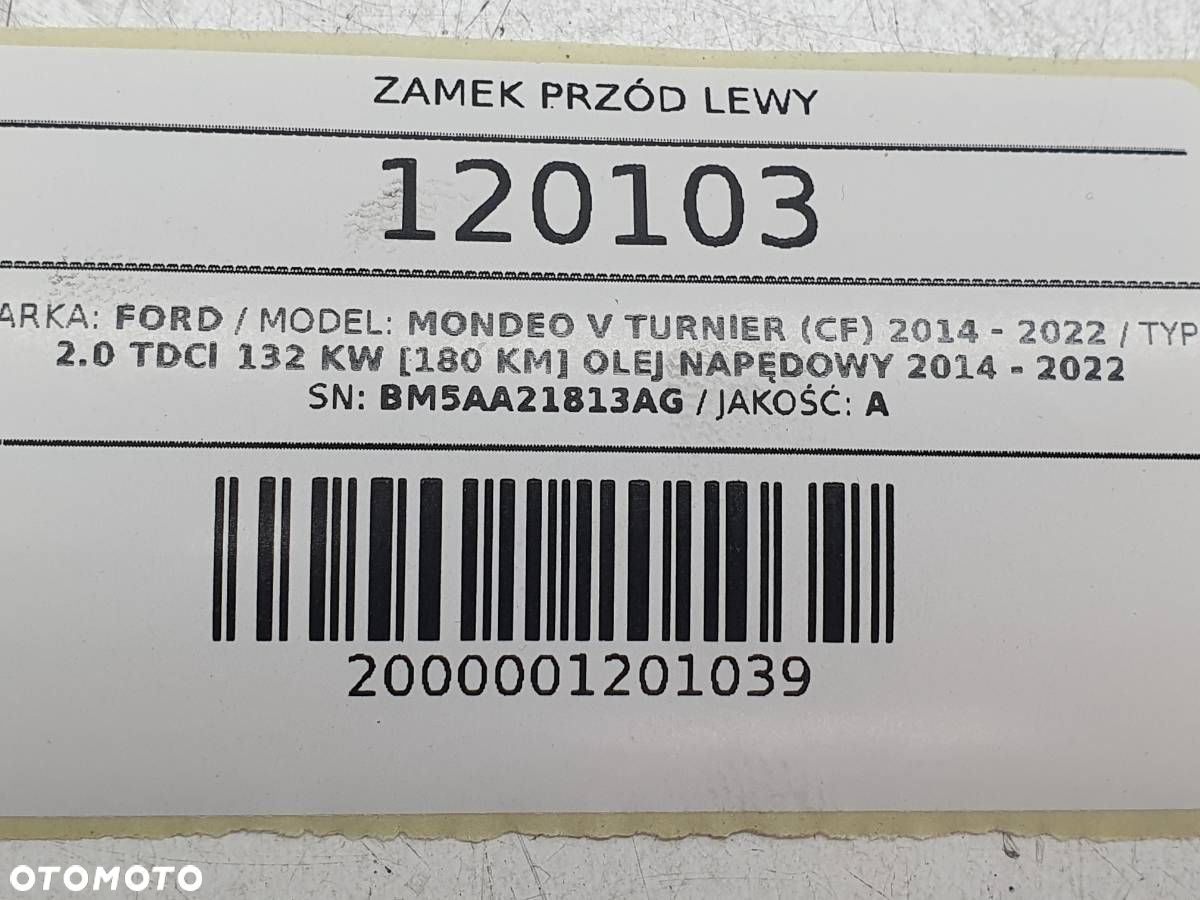 ZAMEK PRZÓD LEWY
120103
ARKA: FORD / MODEL: MONDEO V TURNIER (CF) 2014 - 2022 / TYP
2.0 TDCI 132 KW [180 KM] OLEJ NAPĘDOWY 2014 - 2022
SN: BM5AA21813AG / JAKOŚĆ: A
2000001201039
OTOMOTO